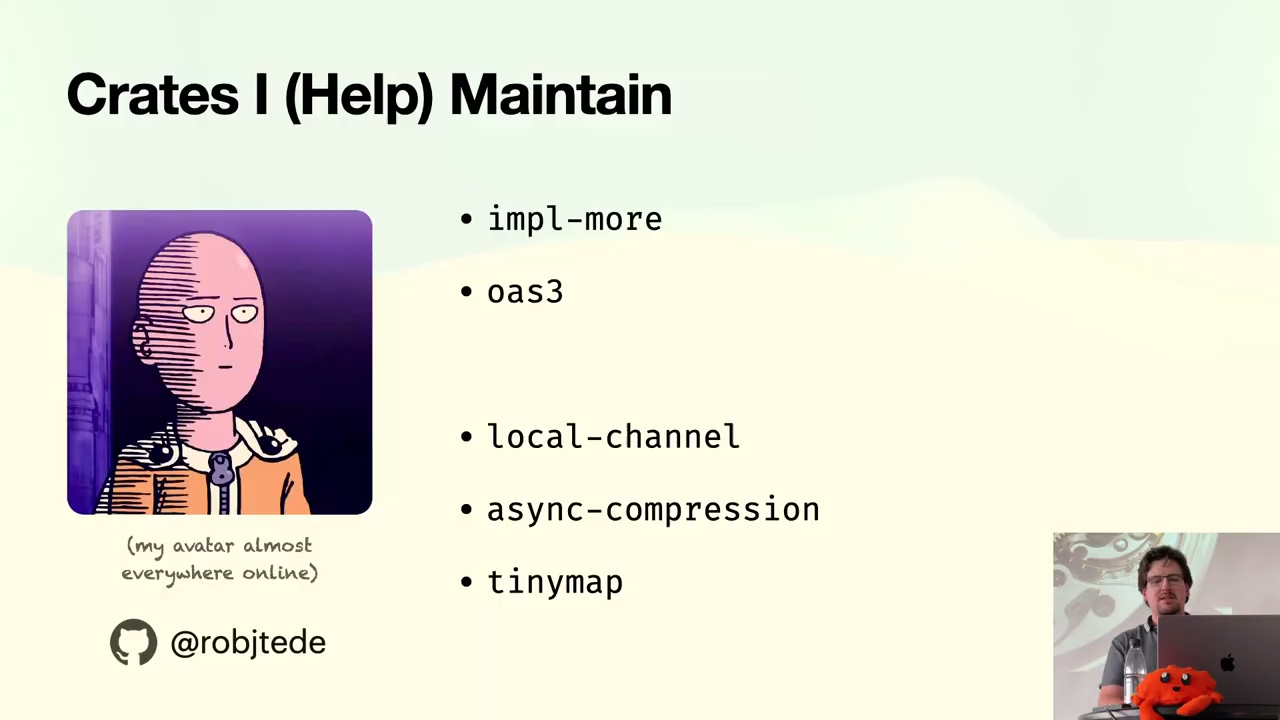 Crates I (Help) Maintain
• impl-more
• oas3
• local-channel
• async-compression
• tinymap
(my avatar almost
everywhere online)
@robjtede